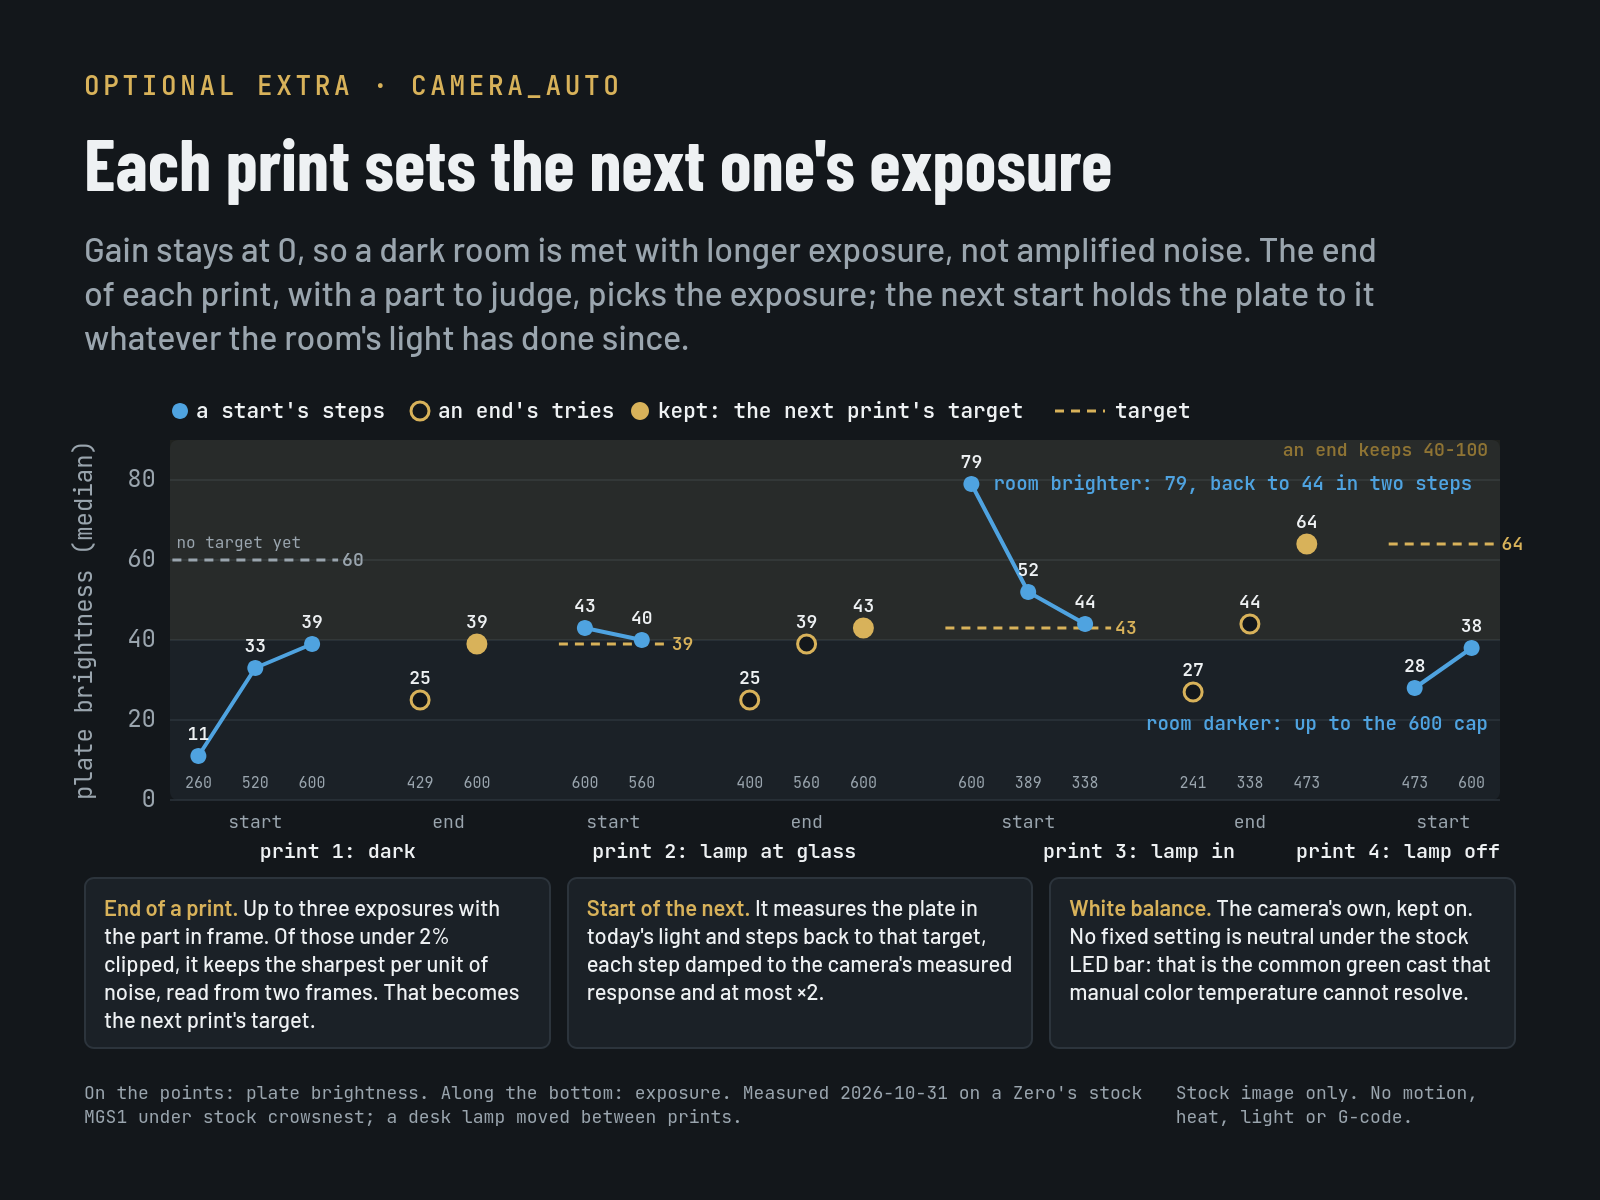 OPTIONAL EXTRA · CAMERA_AUTO
Each print sets the next one's exposure
Gain stays at 0, so a dark room is met with longer exposure, not amplified noise. The end
of each print, with a part to judge, picks the exposure; the next start holds the plate to it
whatever the room's light has done since.
a start's steps an end's tries kept: the next print's target target
plate brightness (median)
an end keeps 40-100
79
80
room brighter: 79, back to 44 in two steps
64
no target yet
64
60
60
52
43
39
39
40
39
43
44
44
38
43
40
33
39
25
25
27
28
20
11
room darker: up to the 600 cap
260 520 600 429 600 600 560 400 560 600 600 389 338 241 338 473 473 600
0
start end start end start end start
print 1: dark print 2: lamp at glass print 3: lamp in print 4: lamp off
End of a print. Up to three exposures with
the part in frame. Of those under 2%
clipped, it keeps the sharpest per unit of
noise, read from two frames. That becomes
the next print's target.
Start of the next. It measures the plate in
today's light and steps back to that target,
each step damped to the camera's measured
response and at most ×2.
White balance. The camera's own, kept on.
No fixed setting is neutral under the stock
LED bar: that is the common green cast that
manual color temperature cannot resolve.
On the points: plate brightness. Along the bottom: exposure. Measured 2026-10-31 on a Zero's stock
MGS1 under stock crowsnest; a desk lamp moved between prints.
Stock image only. No motion,
heat, light or G-code.